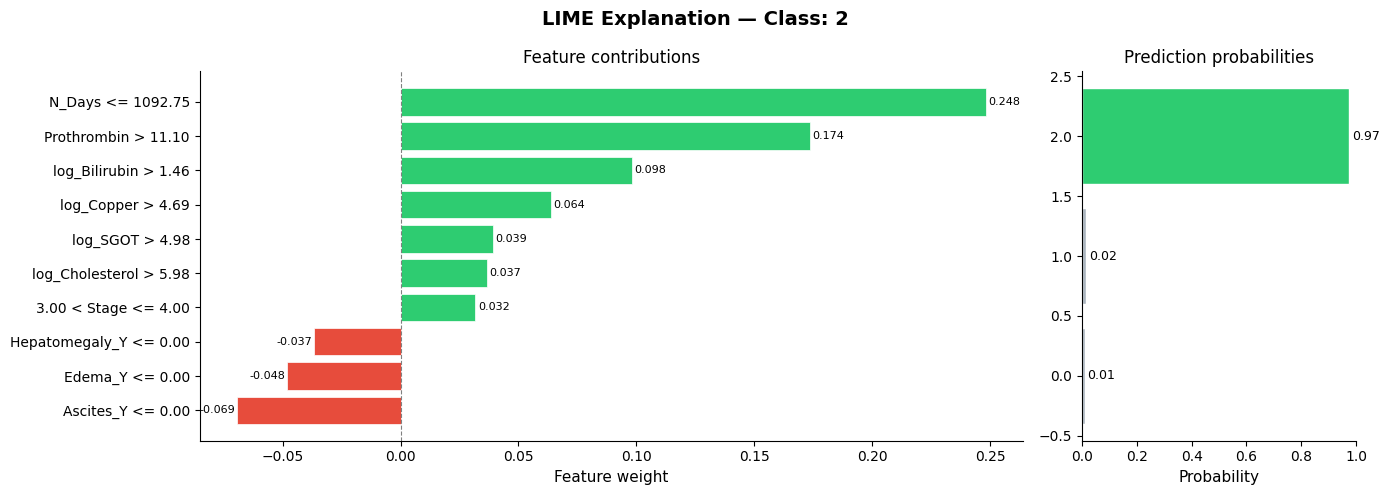 LIME Explanation — Class: 2
Feature contributions
N_Days <= 1092.75
0.248
Prothrombin > 11.10
0.174
log_Bilirubin > 1.46
0.098
log_Copper > 4.69
0.064
log_SGOT > 4.98
0.039
log_Cholesterol > 5.98
0.037
3.00 < Stage <= 4.00
0.032
Hepatomegaly_Y <= 0.00
-0.037
Edema_Y <= 0.00
-0.048
Ascites_Y <= 0.00
-0.069
−0.05 0.00 0.05 0.10 0.15 0.20 0.25
Feature weight
Prediction probabilities
2.5
2.0
0.97
1.5
1.0
0.02
0.5
0.0
0.01
−0.5
0.0 0.2 0.4 0.6 0.8 1.0
Probability